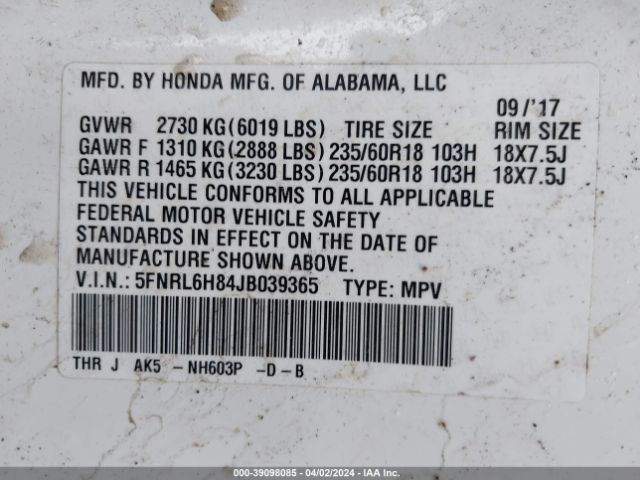 MFD. BY HONDA MFG. OF ALABAMA, LLC
09/'17
GVWR 2730 KG(6019 LBS) TIRE SIZE RIM SIZE
GAWR F 1310 KG(2888 LBS) 235/60R18 103H 18X7.5J
GAWR R 1465 KG(3230 LBS) 235/60R18 103H 18X7.5J
THIS VEHICLE CONFORMS TO ALL APPLICABLE
FEDERAL MOTOR VEHICLE SAFETY
STANDARDS IN EFFECT ON THE DATE OF
MANUFACTURE SHOWN ABOVE.
V.I.N.: 5FNRL6H84JB039365 TYPE: MPV
THR J AK5 - NH603P -D-B
000-39098085 - 04/02/2024 - IAA Inc.